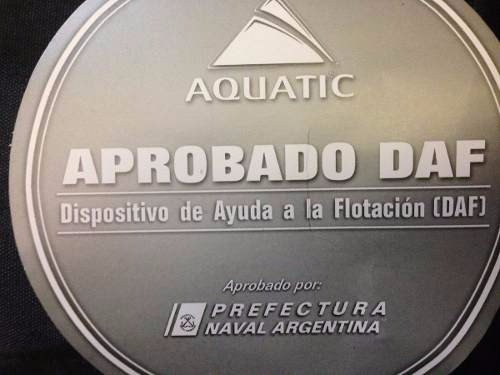 AQUATIC
APROBADO DAF
Dispositivo de Ayuda a la Flotación (DAF)
Aprobado por:
PREFECTURA
NAVAL ARGENTINA